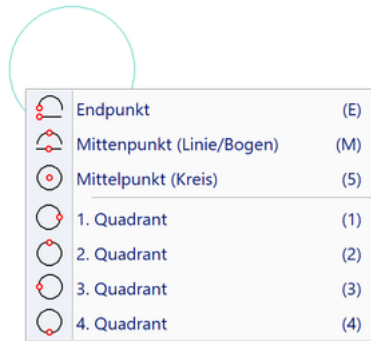 Endpunkt (E)
Mittenpunkt (Linie/Bogen) (M)
Mittelpunkt (Kreis) (5)
1. Quadrant (1)
2. Quadrant (2)
3. Quadrant (3)
4. Quadrant (4)